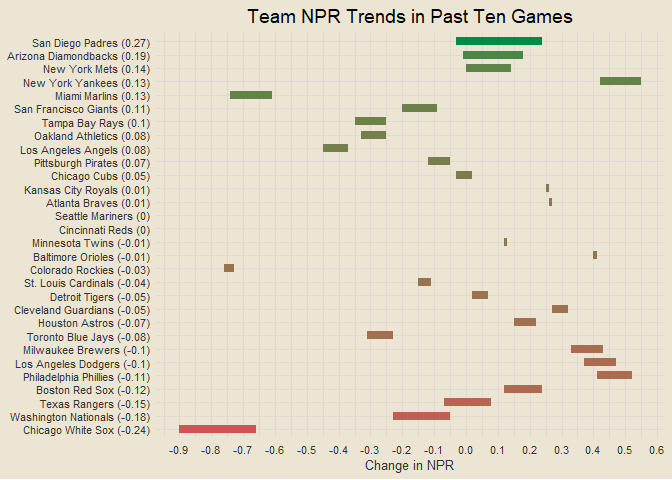 Team NPR Trends in Past Ten Games
San Diego Padres (0.27)
Arizona Diamondbacks (0.19)
New York Mets (0.14)
New York Yankees (0.13)
Miami Marlins (0.13)
San Francisco Giants (0.11)
Tampa Bay Rays (0.1)
Oakland Athletics (0.08)
Los Angeles Angels (0.08)
Pittsburgh Pirates (0.07)
Chicago Cubs (0.05)
Kansas City Royals (0.01)
Atlanta Braves (0.01)
Seattle Mariners (0)
Cincinnati Reds (0)
Minnesota Twins (-0.01)
Baltimore Orioles (-0.01)
Colorado Rockies (-0.03)
St. Louis Cardinals (-0.04)
Detroit Tigers (-0.05)
Cleveland Guardians (-0.05)
Houston Astros (-0.07)
Toronto Blue Jays (-0.08)
Milwaukee Brewers (-0.1)
Los Angeles Dodgers (-0.1)
Philadelphia Phillies (-0.11)
Boston Red Sox (-0.12)
Texas Rangers (-0.15)
Washington Nationals (-0.18)
Chicago White Sox (-0.24)
-0.9 -0.8 -0.7 -0.6 -0.5 -0.4 -0.3 -0.2 -0.1 0.0 0.1 0.2 0.3 0.4 0.5 0.6
Change in NPR